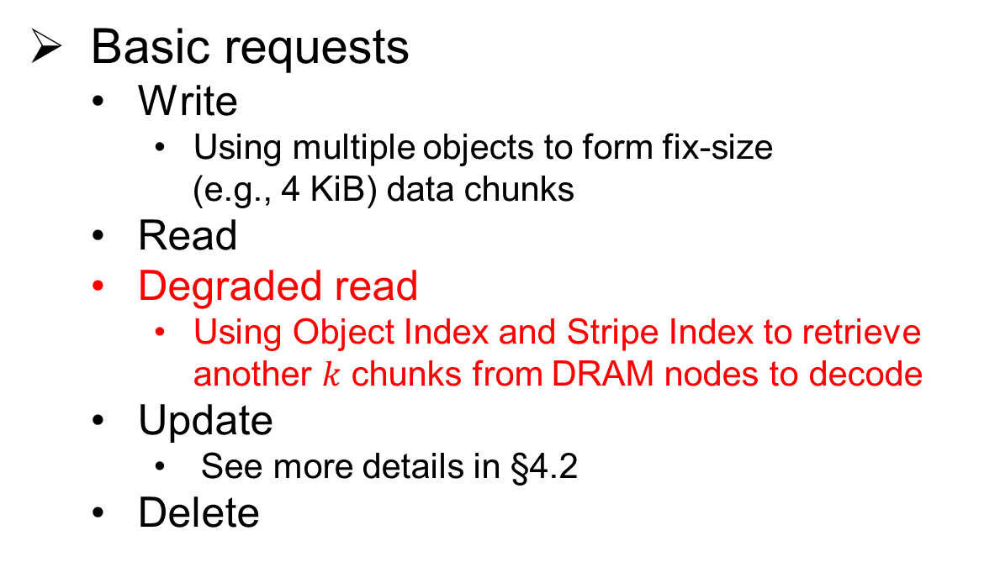 ➢ Basic requests
• Write
• Using multiple objects to form fix-size
(e.g., 4 KiB) data chunks
• Read
• Degraded read
• Using Object Index and Stripe Index to retrieve
another k chunks from DRAM nodes to decode
• Update
• See more details in §4.2
• Delete